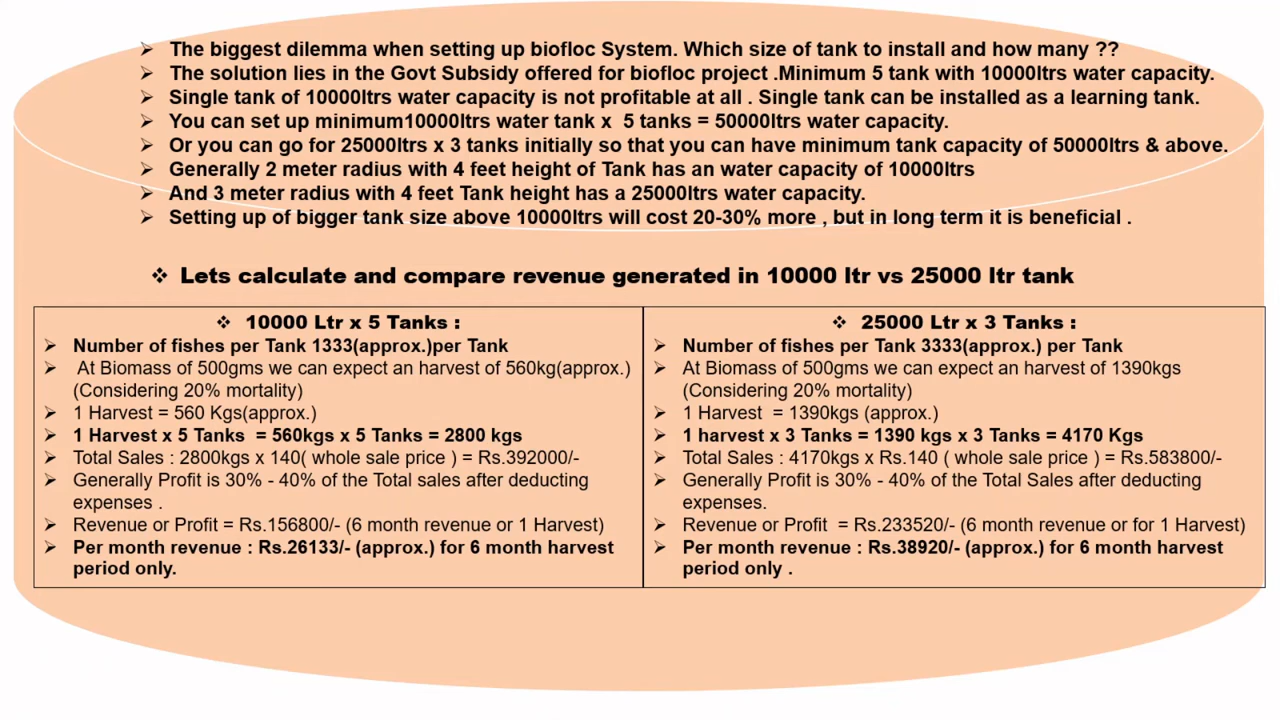 ➢ The biggest dilemma when setting up biofloc System. Which size of tank to install and how many ??
➢ The solution lies in the Govt Subsidy offered for biofloc project .Minimum 5 tank with 10000ltrs water capacity.
➢ Single tank of 10000ltrs water capacity is not profitable at all . Single tank can be installed as a learning tank.
➢ You can set up minimum10000ltrs water tank x 5 tanks = 50000ltrs water capacity.
➢ Or you can go for 25000ltrs x 3 tanks initially so that you can have minimum tank capacity of 50000ltrs & above.
➢ Generally 2 meter radius with 4 feet height of Tank has an water capacity of 10000ltrs
➢ And 3 meter radius with 4 feet Tank height has a 25000ltrs water capacity.
➢ Setting up of bigger tank size above 10000ltrs will cost 20-30% more , but in long term it is beneficial .
❖ Lets calculate and compare revenue generated in 10000 ltr vs 25000 ltr tank
❖ 10000 Ltr x 5 Tanks :
➢ Number of fishes per Tank 1333(approx.)per Tank
➢ At Biomass of 500gms we can expect an harvest of 560kg(approx.)
(Considering 20% mortality)
➢ 1 Harvest = 560 Kgs(approx.)
➢ 1 Harvest x 5 Tanks = 560kgs x 5 Tanks = 2800 kgs
➢ Total Sales : 2800kgs x 140( whole sale price ) = Rs.392000/-
➢ Generally Profit is 30% - 40% of the Total sales after deducting
expenses .
➢ Revenue or Profit = Rs.156800/- (6 month revenue or 1 Harvest)
➢ Per month revenue : Rs.26133/- (approx.) for 6 month harvest
period only.
❖ 25000 Ltr x 3 Tanks :
➢ Number of fishes per Tank 3333(approx.) per Tank
➢ At Biomass of 500gms we can expect an harvest of 1390kgs
(Considering 20% mortality)
➢ 1 Harvest = 1390kgs (approx.)
➢ 1 harvest x 3 Tanks = 1390 kgs x 3 Tanks = 4170 Kgs
➢ Total Sales : 4170kgs x Rs.140 ( whole sale price ) = Rs.583800/-
➢ Generally Profit is 30% - 40% of the Total Sales after deducting
expenses.
➢ Revenue or Profit = Rs.233520/- (6 month revenue or for 1 Harvest)
➢ Per month revenue : Rs.38920/- (approx.) for 6 month harvest
period only .